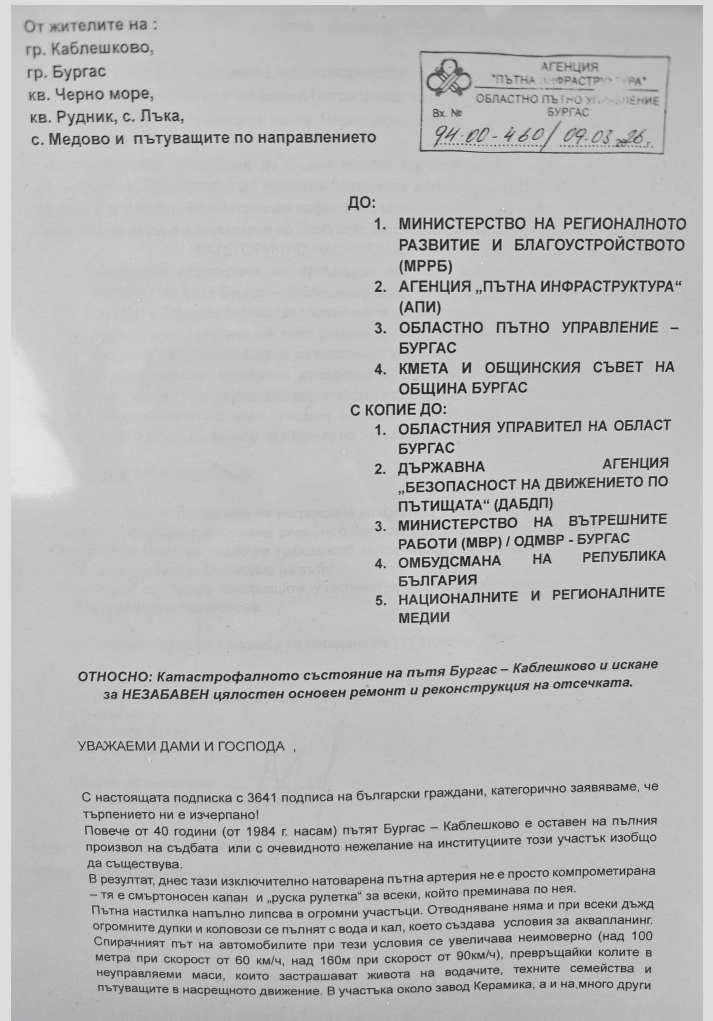 От жителите на :
гр. Каблешково,
гр. Бургас
кв. Черно море,
кв. Рудник, с. Лъка,
с. Медово и пътуващите по направлението
АГЕНЦИЯ
"ПЪТНА ИНФРАСТРУКТУРА"
ОБЛАСТНО ПЪТНО УПРАВЛЕНИЕ
БУРГАС
Вх. №
94-00-460/09.03.2026г.
ДО:
1. МИНИСТЕРСТВО НА РЕГИОНАЛНОТО
РАЗВИТИЕ И БЛАГОУСТРОЙСТВОТО
(МРРБ)
2. АГЕНЦИЯ „ПЪТНА ИНФРАСТРУКТУРА“
(АПИ)
3. ОБЛАСТНО ПЪТНО УПРАВЛЕНИЕ –
БУРГАС
4. КМЕТА И ОБЩИНСКИЯ СЪВЕТ НА
ОБЩИНА БУРГАС
С КОПИЕ ДО:
1. ОБЛАСТНИЯ УПРАВИТЕЛ НА ОБЛАСТ
БУРГАС
2. ДЪРЖАВНА АГЕНЦИЯ
„БЕЗОПАСНОСТ НА ДВИЖЕНИЕТО ПО
ПЪТИЩАТА“ (ДАБДП)
3. МИНИСТЕРСТВО НА ВЪТРЕШНИТЕ
РАБОТИ (МВР) / ОДМВР - БУРГАС
4. ОМБУДСМАНА НА РЕПУБЛИКА
БЪЛГАРИЯ
5. НАЦИОНАЛНИТЕ И РЕГИОНАЛНИТЕ
МЕДИИ
ОТНОСНО: Катастрофалното състояние на пътя Бургас – Каблешково и искане
за НЕЗАБАВЕН цялостен основен ремонт и реконструкция на отсечката.
УВАЖАЕМИ ДАМИ И ГОСПОДА ,
С настоящата подписка с 3641 подписа на български граждани, категорично заявяваме, че
търпението ни е изчерпано!
Повече от 40 години (от 1984 г. насам) пътят Бургас – Каблешково е оставен на пълния
произвол на съдбата или с очевидното нежелание на институциите този участък изобщо
да съществува.
В резултат, днес тази изключително натоварена пътна артерия не е просто компрометирана
– тя е смъртоносен капан и „руска рулетка“ за всеки, който преминава по нея.
Пътна настилка напълно липсва в огромни участъци. Отводняване няма и при всеки дъжд
огромните дупки и коловози се пълнят с вода и кал, което създава условия за аквапланинг.
Спирачният път на автомобилите при тези условия се увеличава неимоверно (над 100
метра при скорост от 60 км/ч, над 160м при скорост от 90км/ч), превръщайки колите в
неуправляеми маси, които застрашават живота на водачите, техните семейства и
пътуващите в насрещното движение. В участъка около завод Керамика, а и на много други